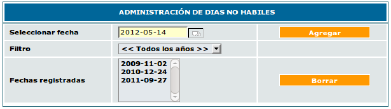 ADMINISTRACIÓN DE DIAS NO HABILES
Seleccionar fecha 2012-05-14 Agregar
Filtro << Todos los años >>
Fechas registradas 2009-11-02 Borrar
2010-12-24
2011-09-27